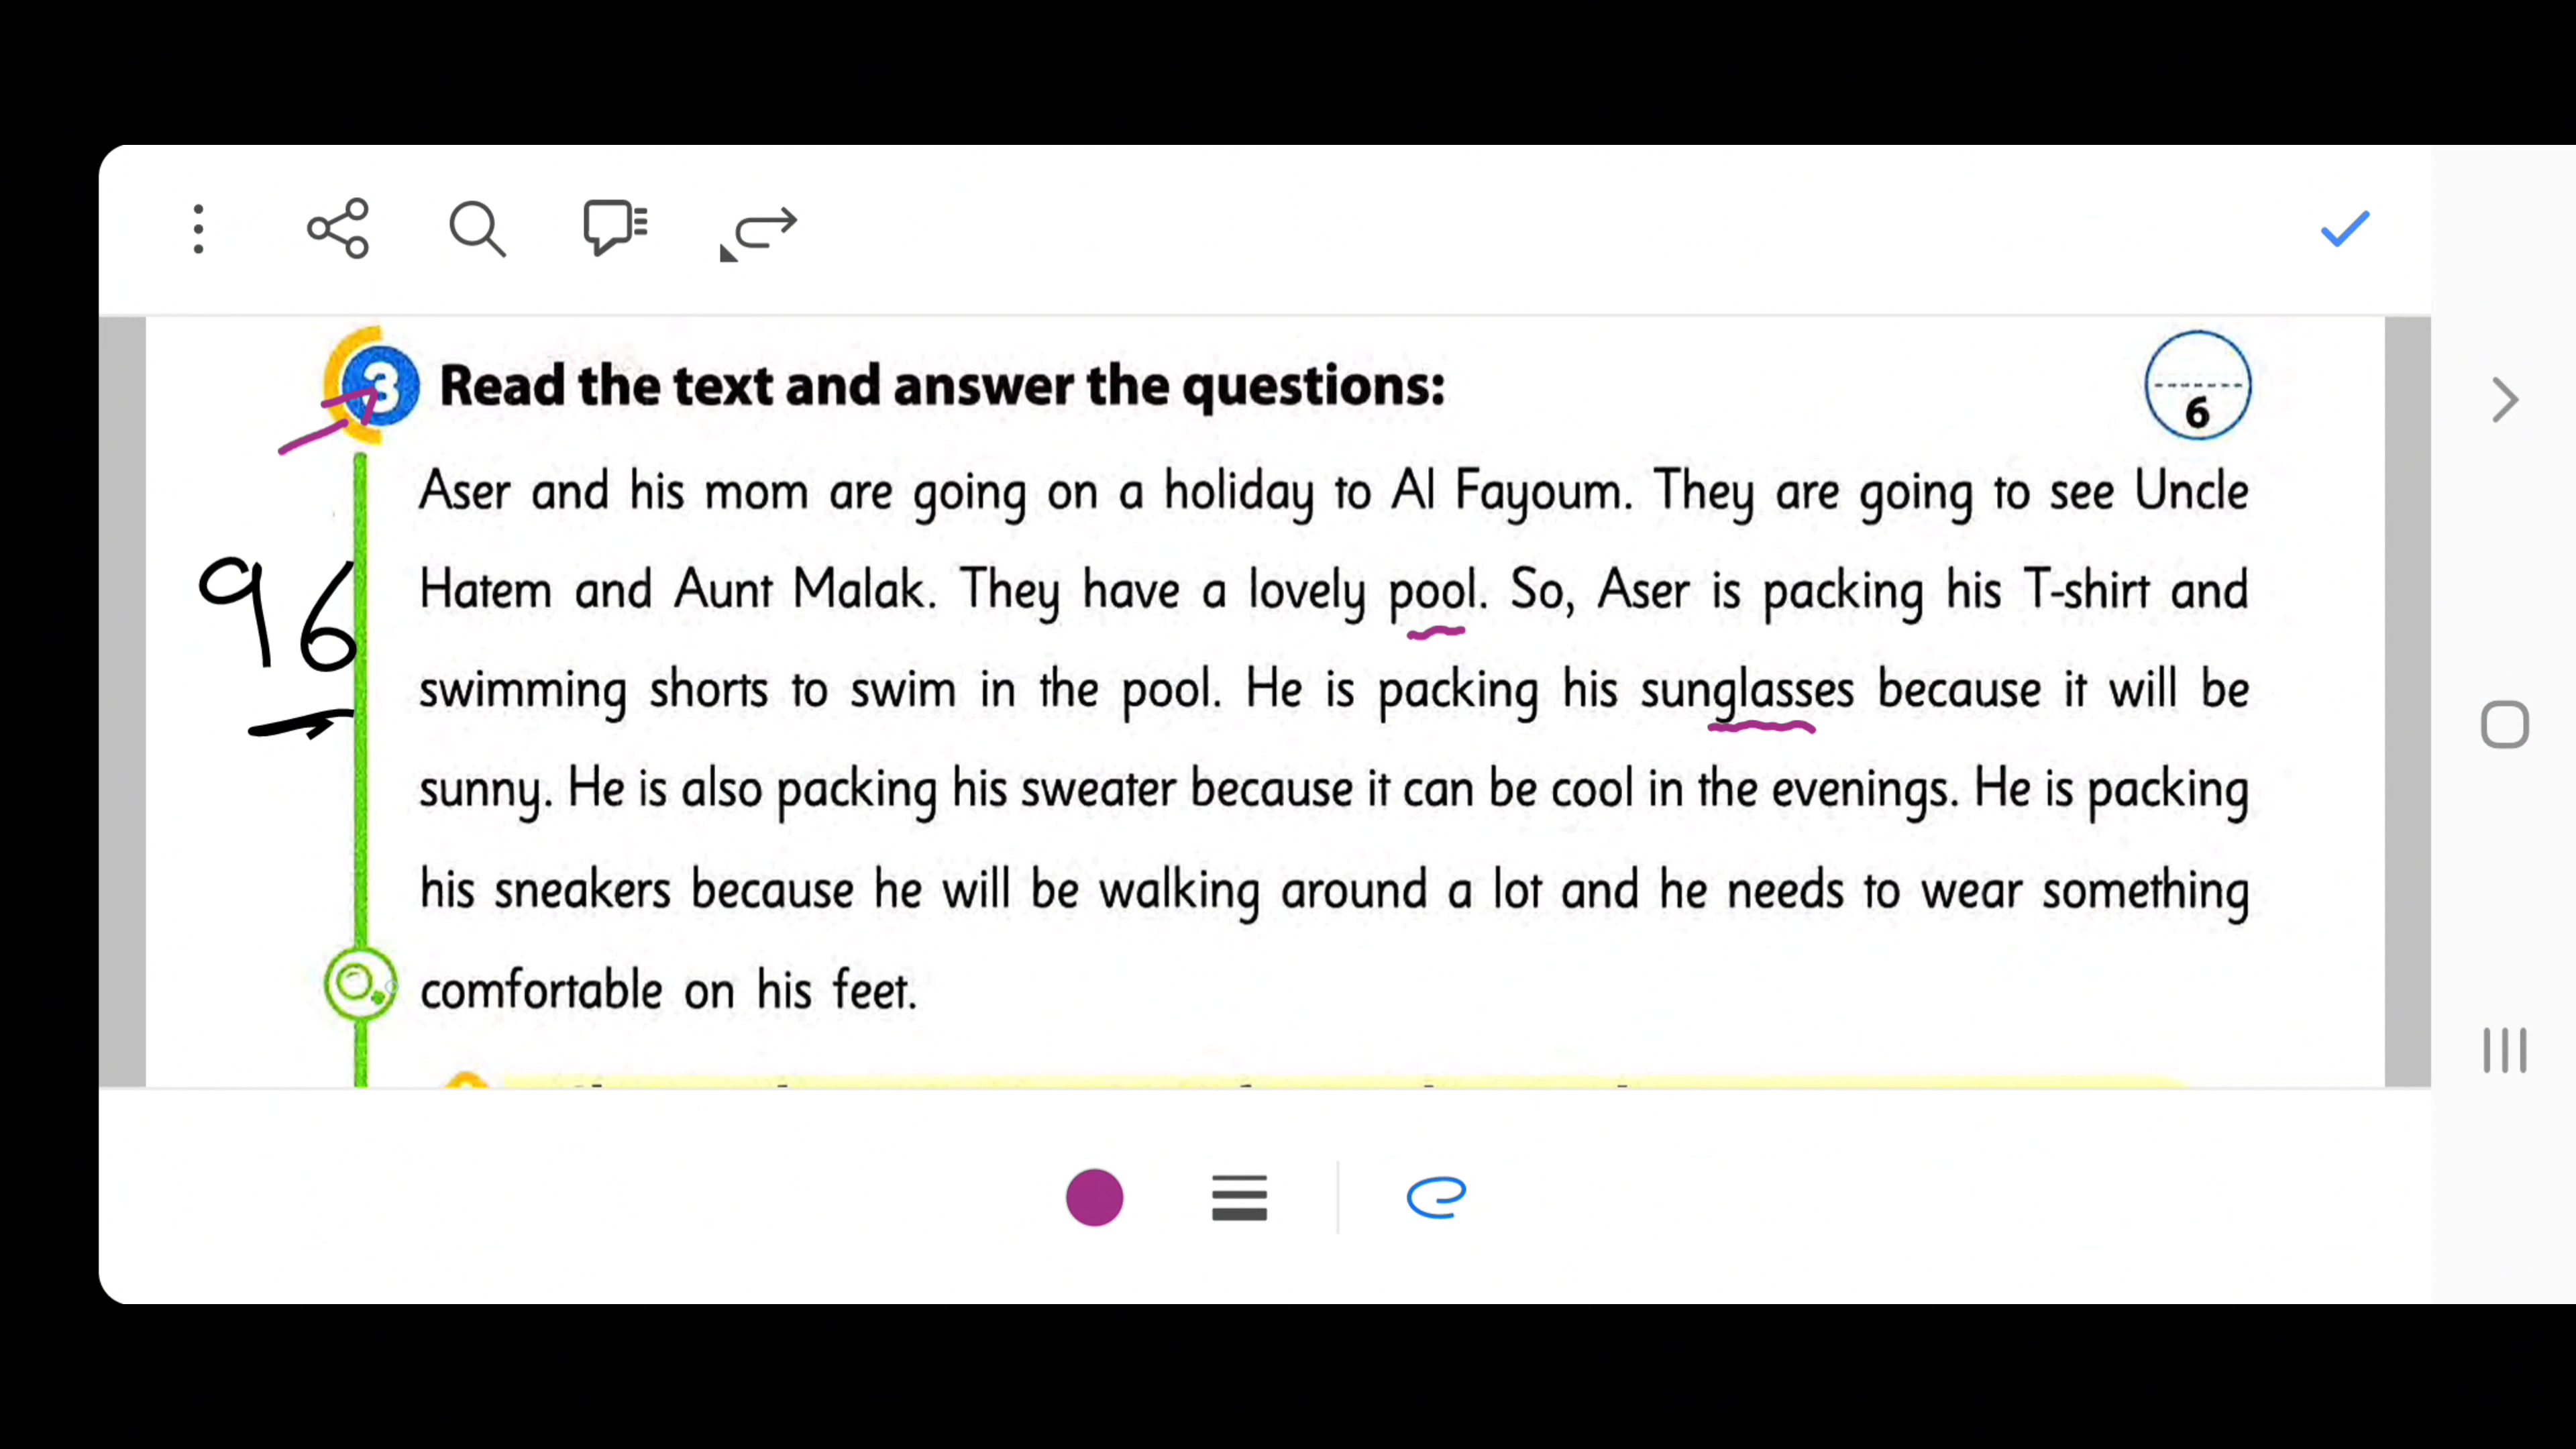 3 Read the text and answer the questions:
6
Aser and his mom are going on a holiday to Al Fayoum. They are going to see Uncle
Hatem and Aunt Malak. They have a lovely pool. So, Aser is packing his T-shirt and
96
swimming shorts to swim in the pool. He is packing his sunglasses because it will be
sunny. He is also packing his sweater because it can be cool in the evenings. He is packing
his sneakers because he will be walking around a lot and he needs to wear something
comfortable on his feet.